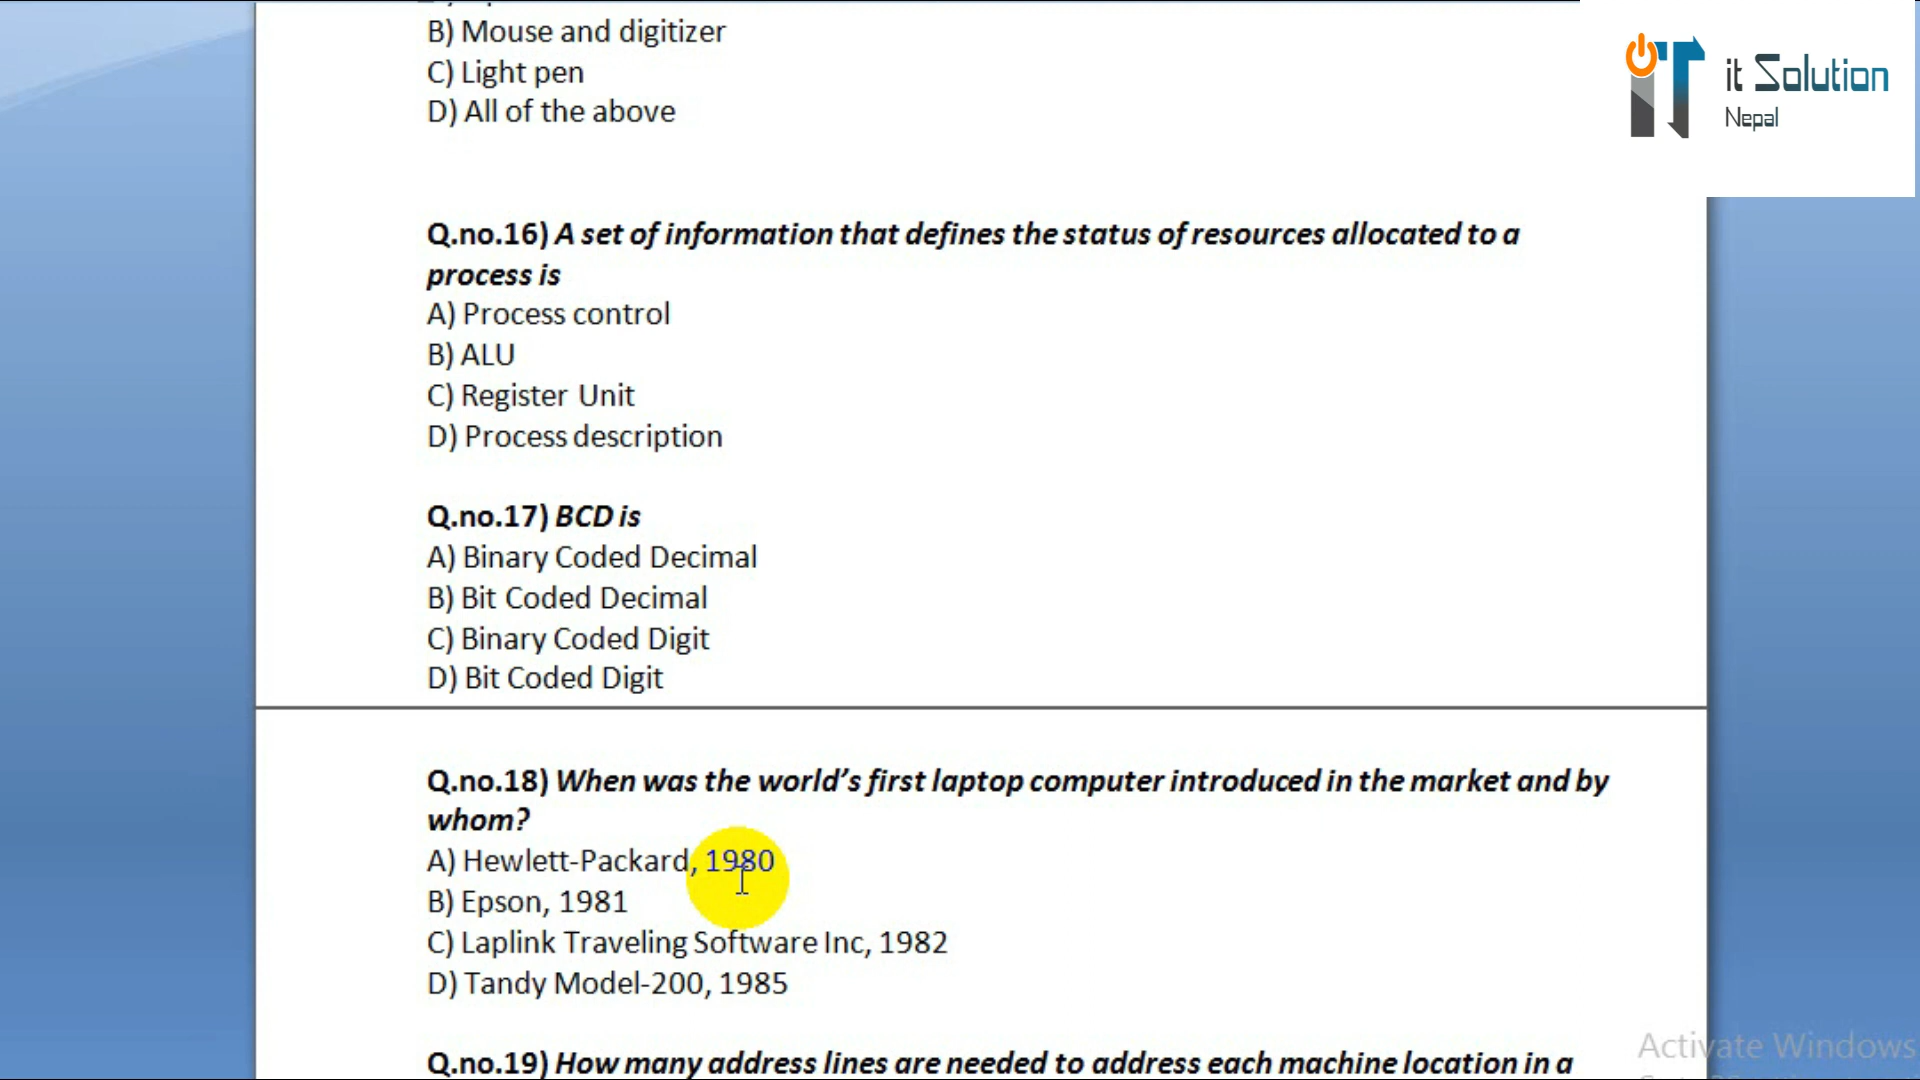 B) Mouse and digitizer
C) Light pen
D) All of the above
it Solution
Nepal
Q.no.16) A set of information that defines the status of resources allocated to a
process is
A) Process control
B) ALU
C) Register Unit
D) Process description
Q.no.17) BCD is
A) Binary Coded Decimal
B) Bit Coded Decimal
C) Binary Coded Digit
D) Bit Coded Digit
Q.no.18) When was the world’s first laptop computer introduced in the market and by
whom?
A) Hewlett-Packard, 1980
B) Epson, 1981
C) Laplink Traveling Software Inc, 1982
D) Tandy Model-200, 1985
Q.no.19) How many address lines are needed to address each machine location in a
Activate Windows